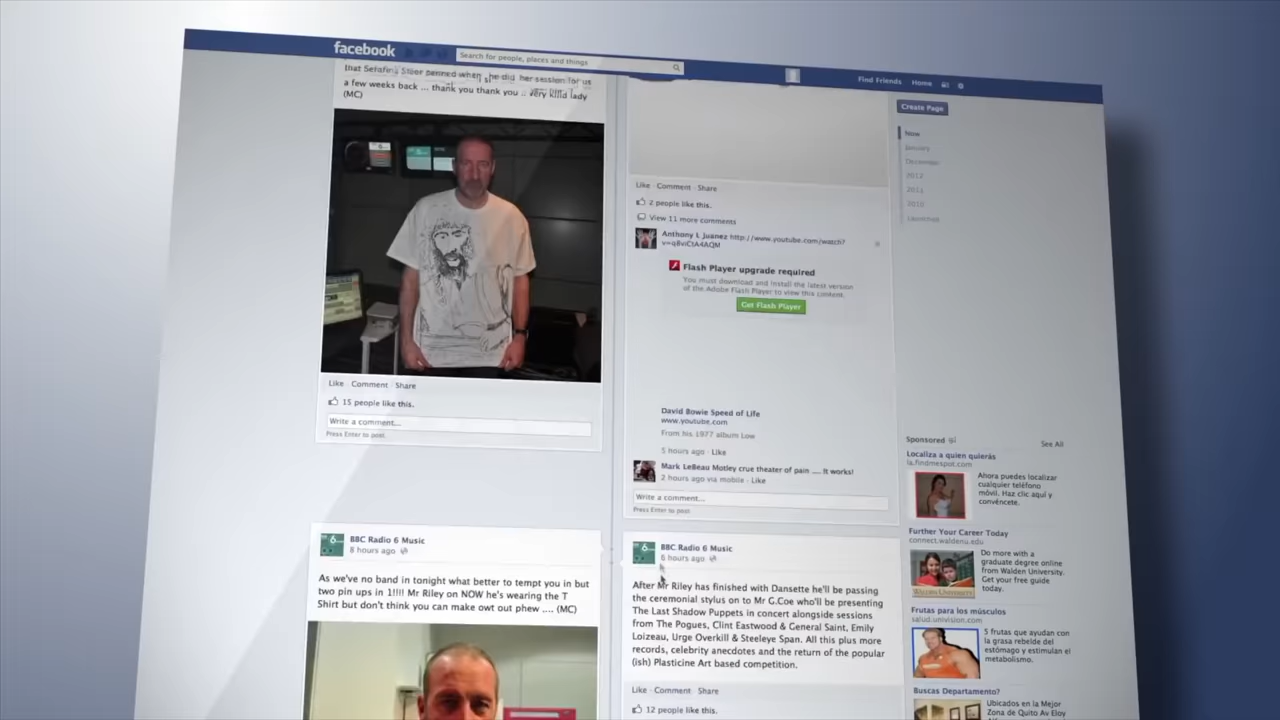 facebook
Search for people, places and things
Find Friends
Home
a few weeks back ... thank you thank you .. very kind lady
(MC)
Like · Comment · Share
15 people like this.
Write a comment...
Press Enter to post.
BBC Radio 6 Music
8 hours ago
As we've no band in tonight what better to tempt you in but
two pin ups in 1!!!! Mr Riley on NOW he's wearing the T
Shirt but don't think you can make owt out phew .... (MC)
Like · Comment · Share
2 people like this.
View 11 more comments
Anthony L Juanez http://www.youtube.com/watch?
v=q8viCtA4AQM
Flash Player upgrade required
You must download and install the latest version
of the Adobe Flash Player to view this content.
Get Flash Player
David Bowie Speed of Life
www.youtube.com
From his 1977 album Low
5 hours ago · Like
Mark LeBeau Motley crue theater of pain .... It works!
2 hours ago via mobile · Like
Write a comment...
Press Enter to post
BBC Radio 6 Music
6 hours ago
After Mr Riley has finished with Dansette he'll be passing
the ceremonial stylus on to Mr G.Coe who'll be presenting
The Last Shadow Puppets in concert alongside sessions
from The Pogues, Clint Eastwood & General Saint, Emily
Loizeau, Urge Overkill & Steeleye Span. All this plus more
records, celebrity anecdotes and the return of the popular
(ish) Plasticine Art based competition.
Like · Comment · Share
12 people like this.
Create Page
Now
January
December
2012
2011
2010
Launched
Sponsored
See All
Localiza a quien quierás
la.findmespot.com
Ahora puedes localizar
cualquier teléfono
móvil. Haz clic aquí y
convéncete.
Further Your Career Today
connect.waldenu.edu
WALDEN UNIVERSITY
Do more with a
graduate degree online
from Walden University.
Get your free guide
today.
Frutas para los músculos
salud.univision.com
5 frutas que ayudan con
la grasa rebelde del
estómago y estimulan el
metabolismo.
Buscas Departamento?
Ubicados en la Mejor
Zona de Quito Av Eloy